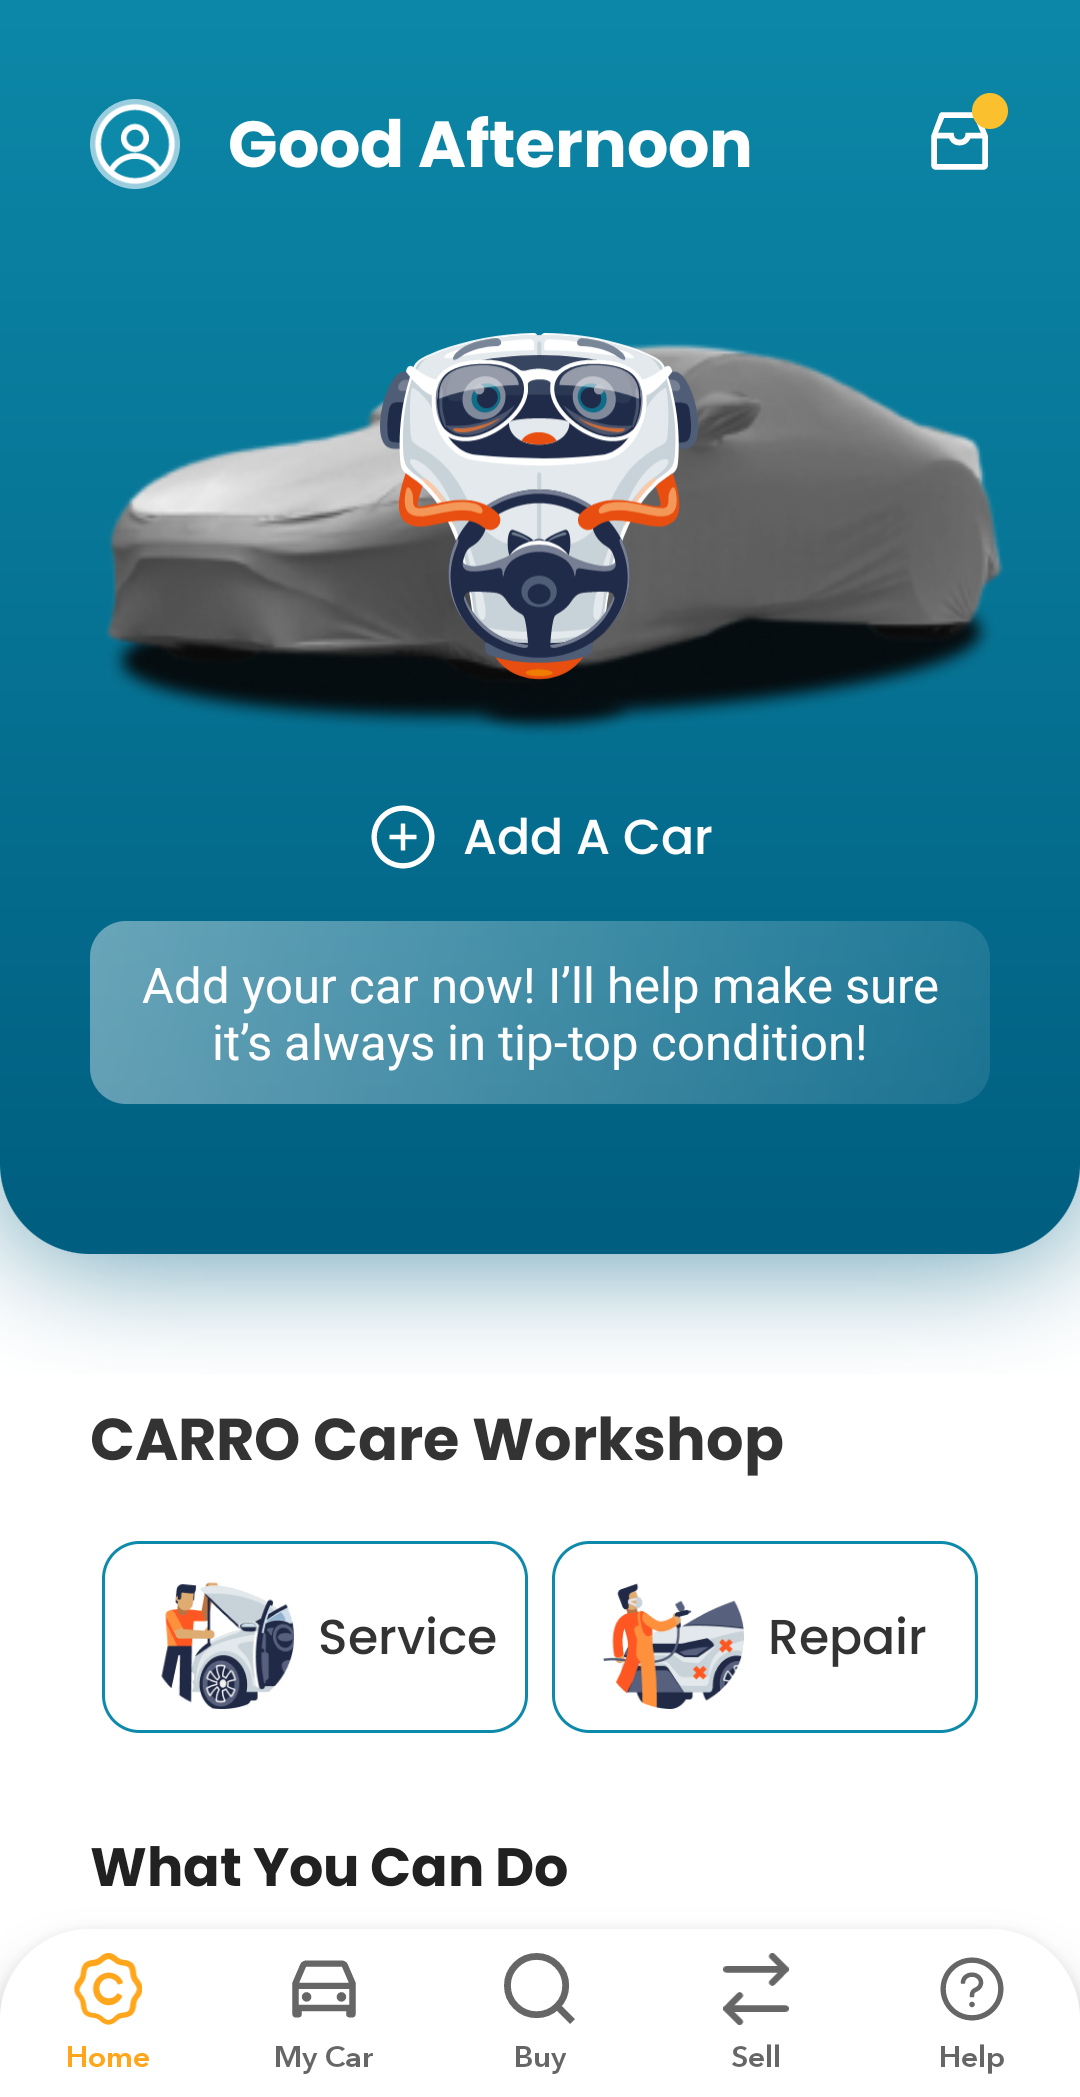 Good Afternoon
Add A Car
Add your car now! I’ll help make sure
it’s always in tip-top condition!
CARRO Care Workshop
Service
Repair
What You Can Do
Home
My Car
Buy
Sell
Help